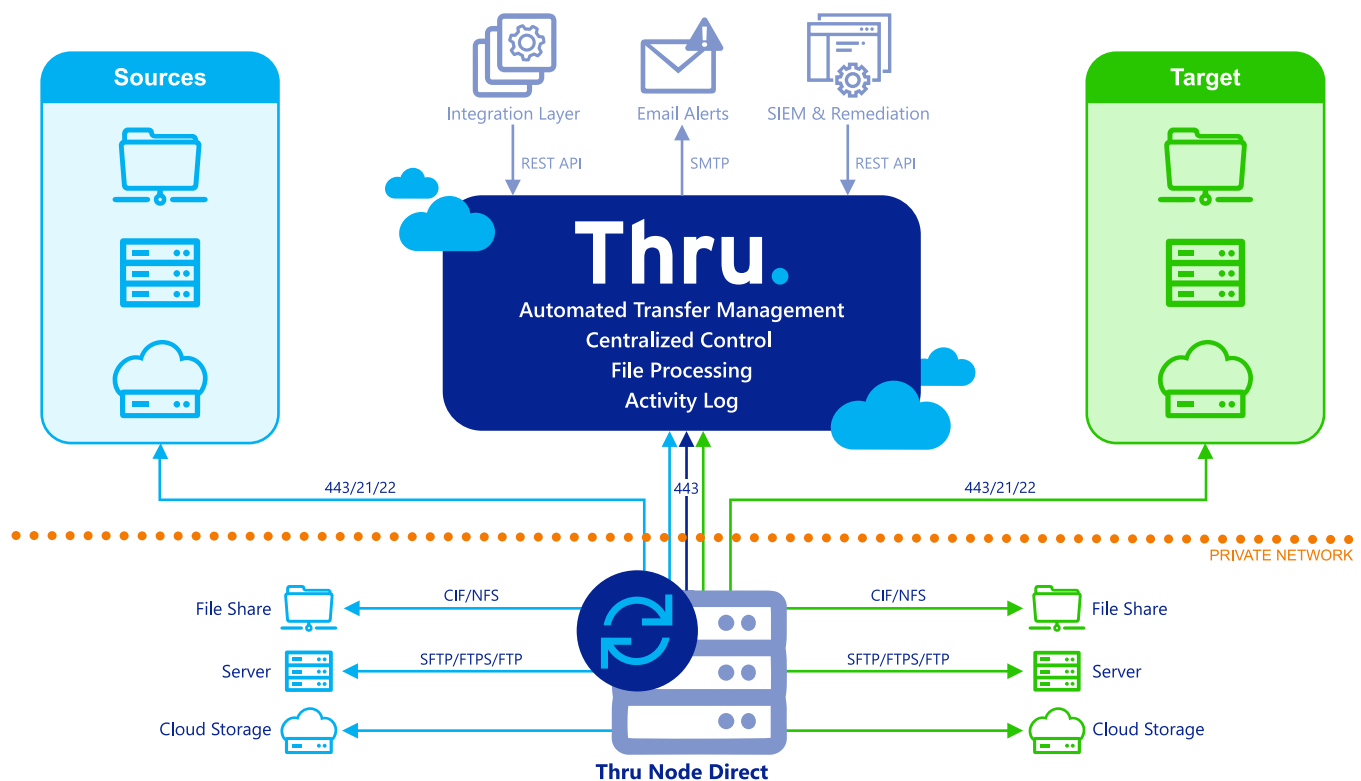 Sources
Target
Integration Layer
Email Alerts
SIEM & Remediation
REST API
SMTP
REST API
Thru.
Automated Transfer Management
Centralized Control
File Processing
Activity Log
443/21/22
443
443/21/22
PRIVATE NETWORK
File Share
CIF/NFS
CIF/NFS
File Share
Server
SFTP/FTPS/FTP
SFTP/FTPS/FTP
Server
Cloud Storage
Cloud Storage
Thru Node Direct